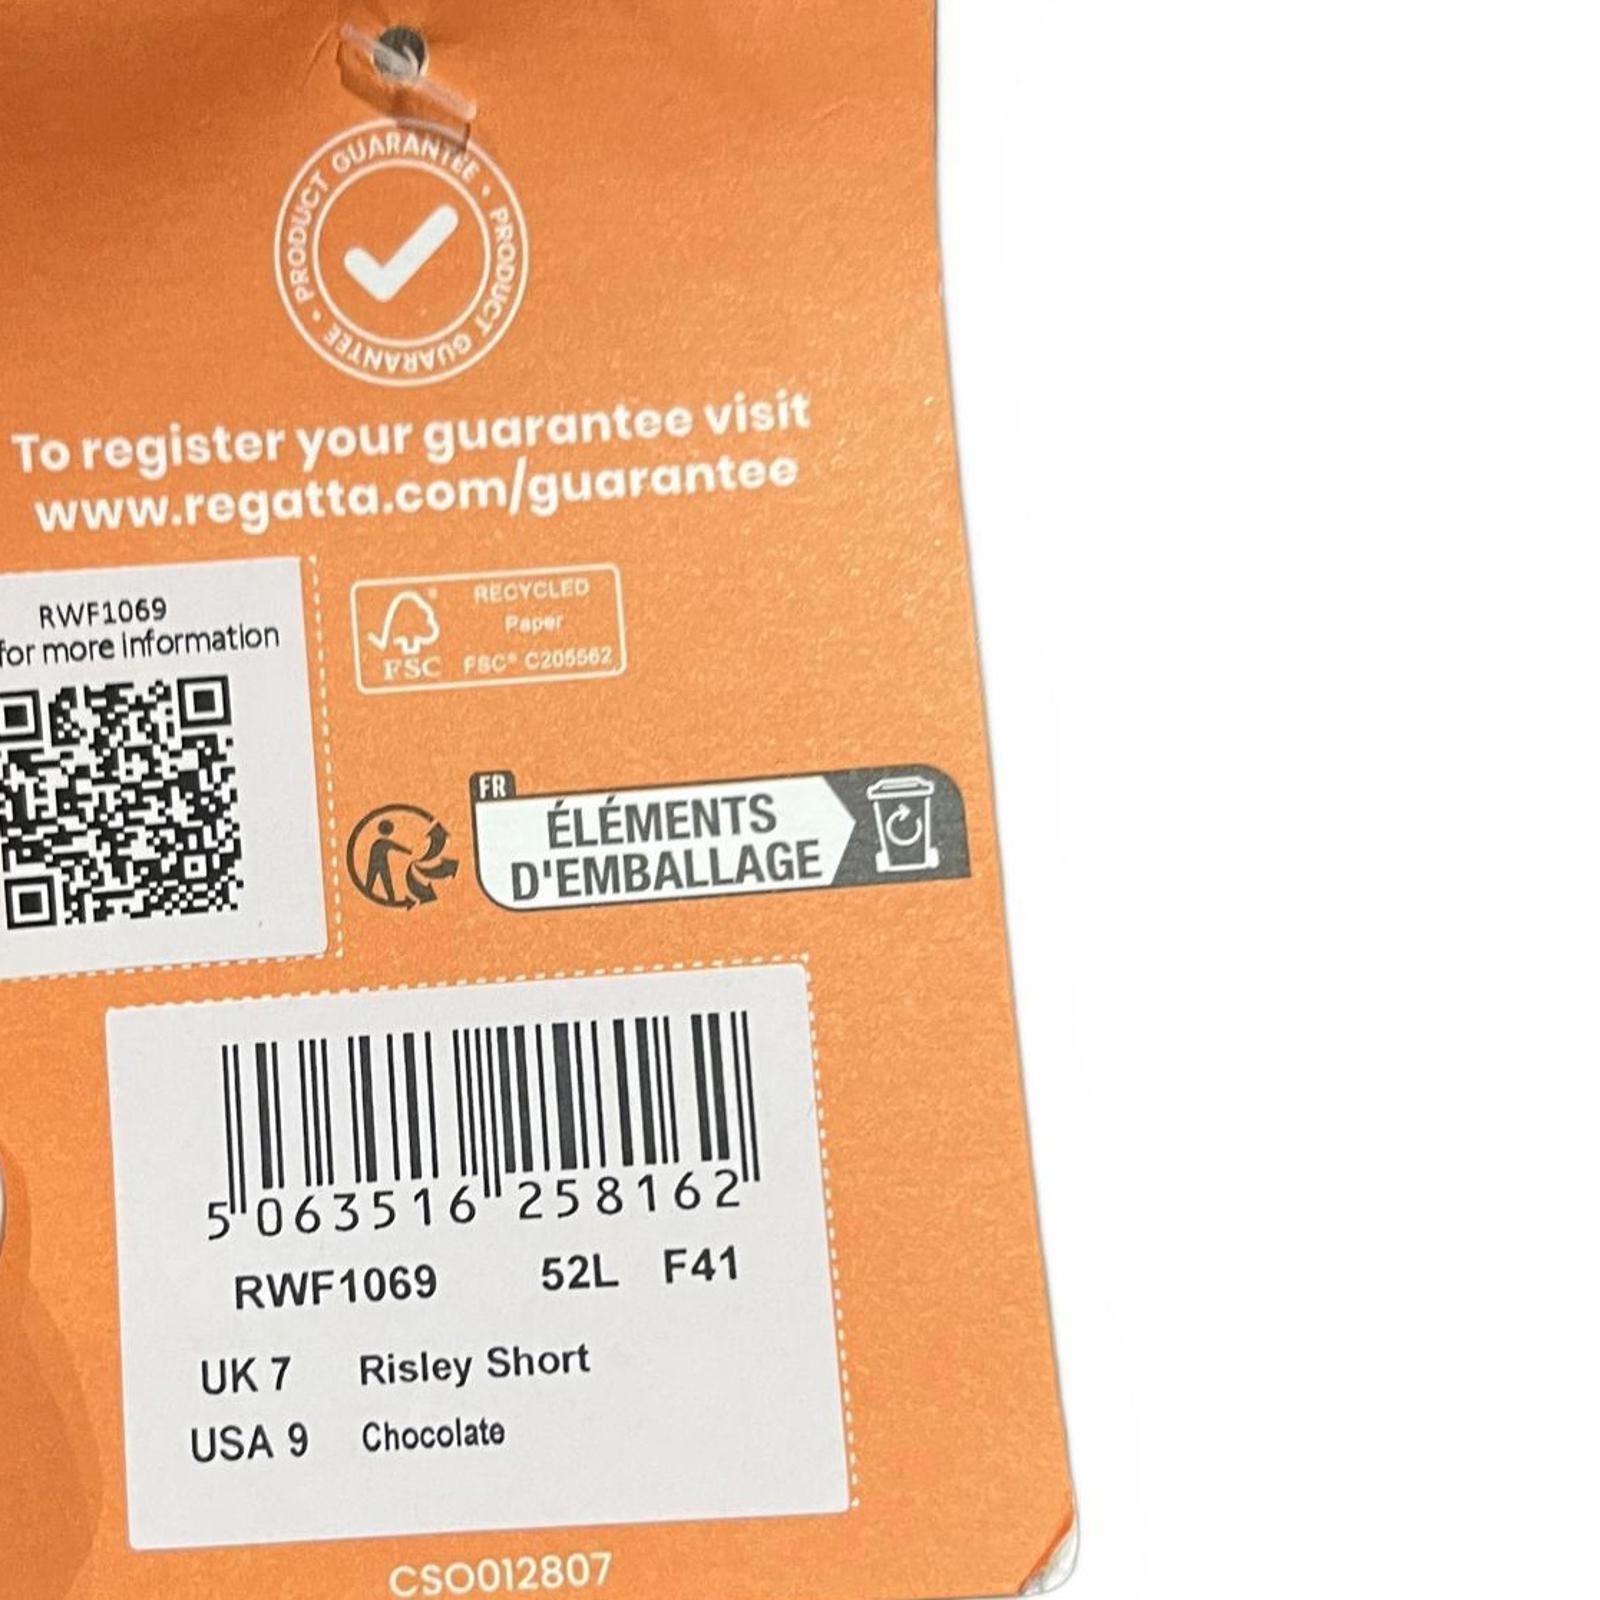 PRODUCT GUARANTEE • PRODUCT GUARANTEE •
To register your guarantee visit
www.regatta.com/guarantee
RWF1069
for more information
RECYCLED
Paper
FSC
FSC® C205562
FR
ÉLÉMENTS
D'EMBALLAGE
5 063516 258162
RWF1069 52L F41
UK 7 Risley Short
USA 9 Chocolate
CSO012807